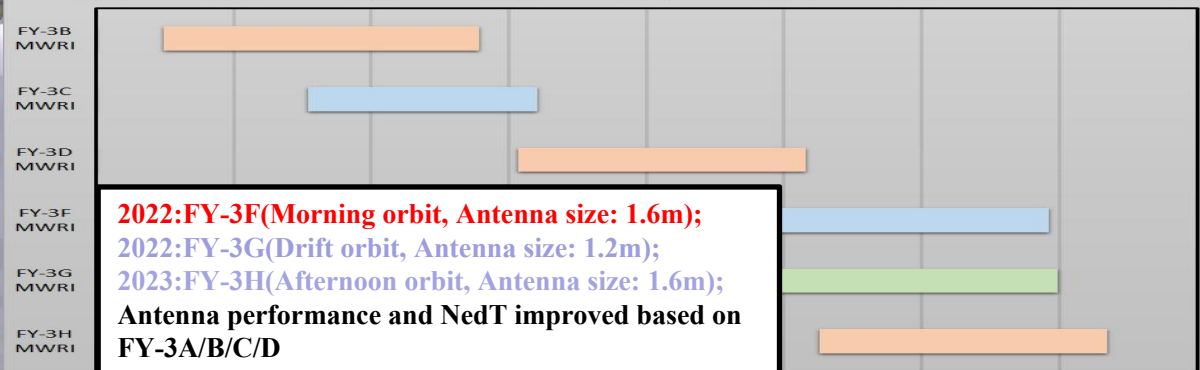 FY-3B
MWRI
FY-3C
MWRI
FY-3D
MWRI
FY-3F
MWRI
FY-3G
MWRI
FY-3H
MWRI
2022:FY-3F(Morning orbit, Antenna size: 1.6m);
2022:FY-3G(Drift orbit, Antenna size: 1.2m);
2023:FY-3H(Afternoon orbit, Antenna size: 1.6m);
Antenna performance and NedT improved based on
FY-3A/B/C/D